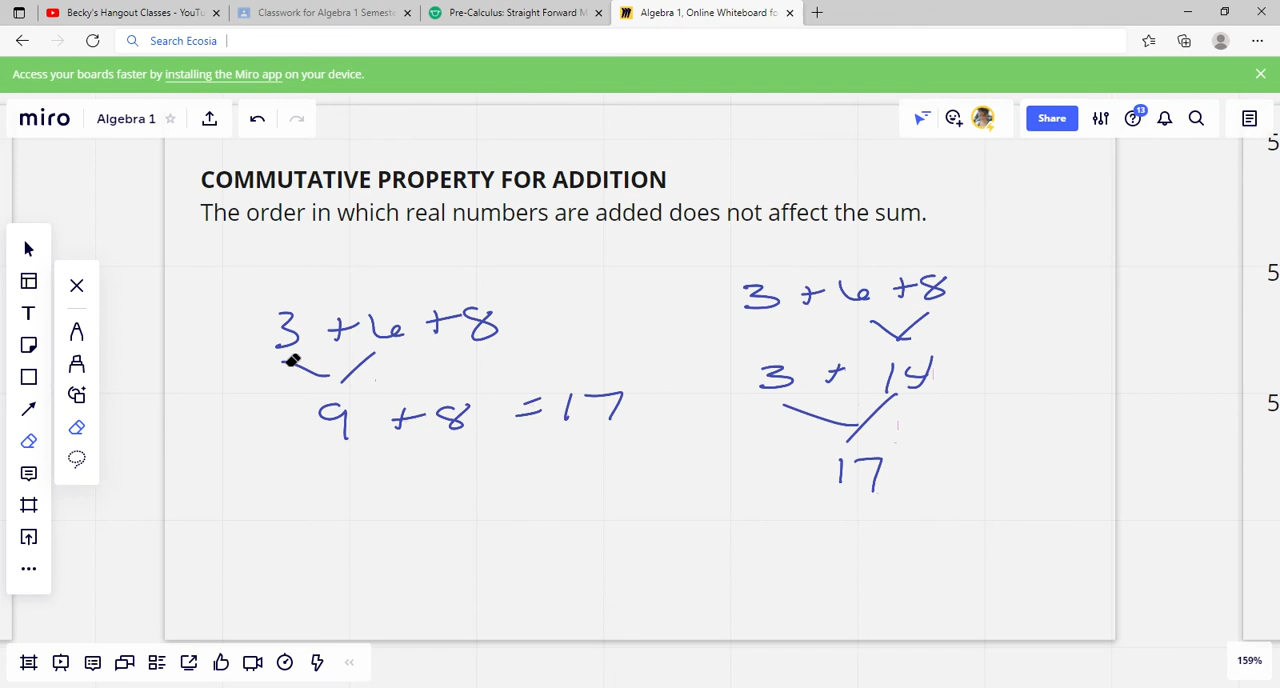 Becky's Hangout Classes - YouTu
Classwork for Algebra 1 Semeste
Pre-Calculus: Straight Forward M
Algebra 1, Online Whiteboard fo
Search Ecosia
Access your boards faster by installing the Miro app on your device.
miro
Algebra 1
Share
13
COMMUTATIVE PROPERTY FOR ADDITION
The order in which real numbers are added does not affect the sum.
3 + 6 + 8
9 + 8 = 17
3 + 6 + 8
3 + 14
17
5
5
5
159%